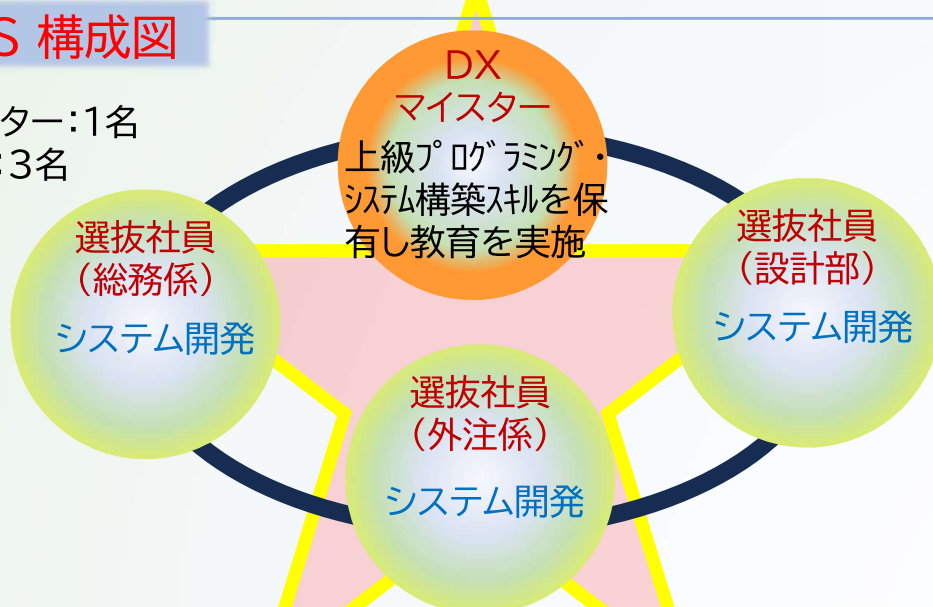 S 構成図
ター：1名
：3名
DX
マイスター
上級ﾌﾟﾛｸﾞﾗﾐﾝｸﾞ・
ｼｽﾃﾑ構築ｽｷﾙを保
有し教育を実施
選抜社員
（総務係）
システム開発
選抜社員
（設計部）
システム開発
選抜社員
（外注係）
システム開発